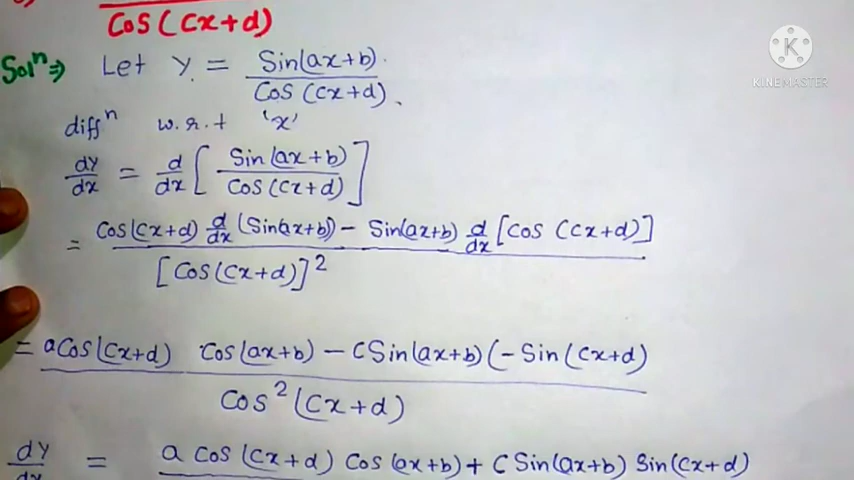 Cos(Cx+d)
Solⁿ⇒ Let Y = Sin(ax+b) / Cos(Cx+d)
diffⁿ w.r.t 'x'
dY/dx = d/dx [Sin(ax+b) / Cos(Cx+d)]
= Cos(Cx+d) d/dx (Sin(ax+b)) - Sin(ax+b) d/dx [Cos (Cx+d)] / [Cos(Cx+d)]²
= a Cos(Cx+d) Cos(ax+b) - C Sin(ax+b) (-Sin(Cx+d) / Cos² (Cx+d)
dY/dx = a Cos(Cx+d) Cos(ax+b) + C Sin(ax+b) Sin(Cx+d)
K
KINEMASTER